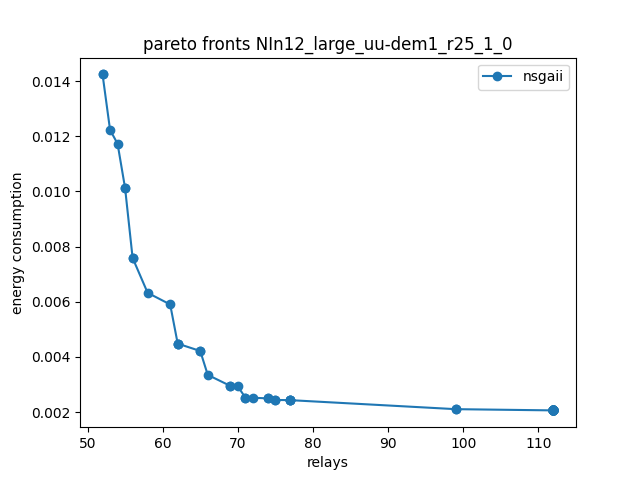 pareto fronts NIn12_large_uu-dem1_r25_1_0
nsgaii
0.014
0.012
0.010
0.008
0.006
0.004
0.002
energy consumption
50 60 70 80 90 100 110
relays